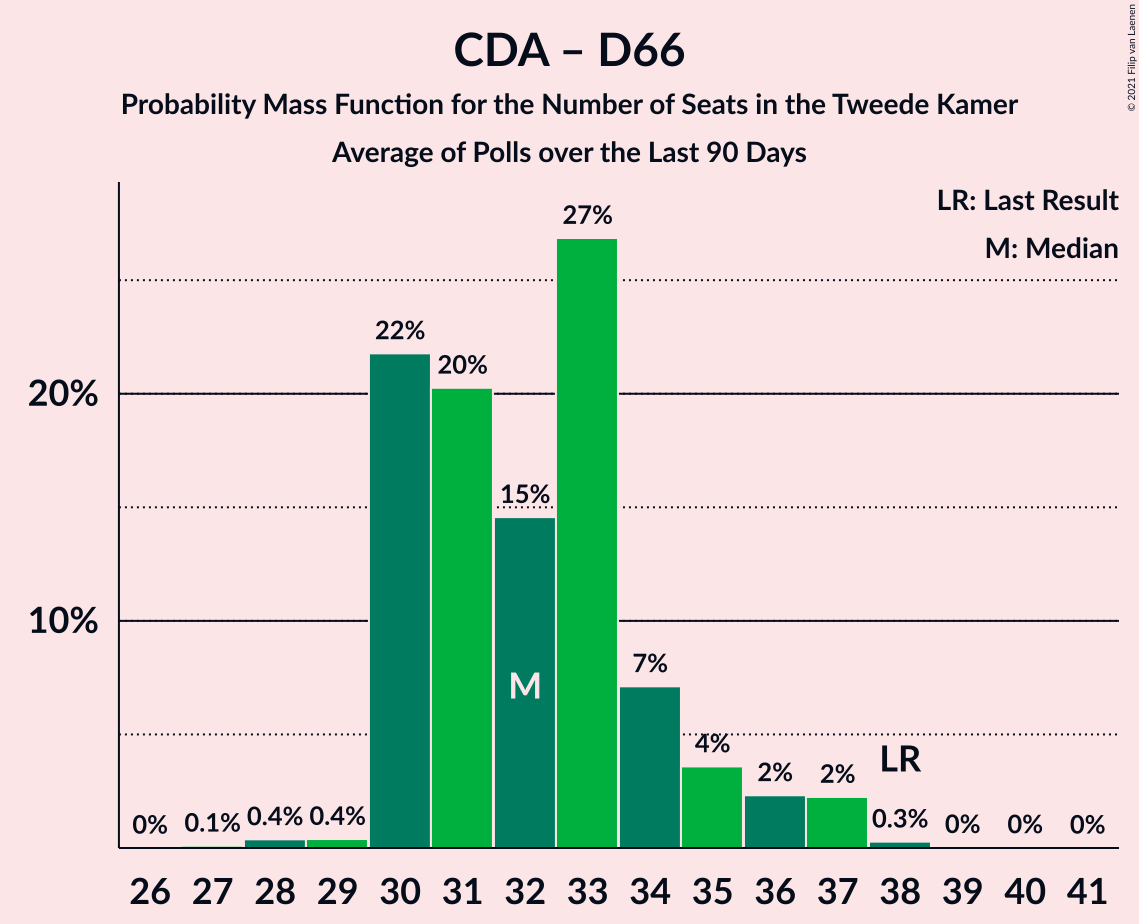 CDA – D66
Probability Mass Function for the Number of Seats in the Tweede Kamer
Average of Polls over the Last 90 Days
© 2021 Filip van Laenen
LR: Last Result
M: Median
27%
22%
20%
20%
15%
10%
7%
M
4%
LR
2%
2%
0%
0.1%
0.4%
0.4%
0.3%
0%
0%
0%
26 27 28 29 30 31 32 33 34 35 36 37 38 39 40 41